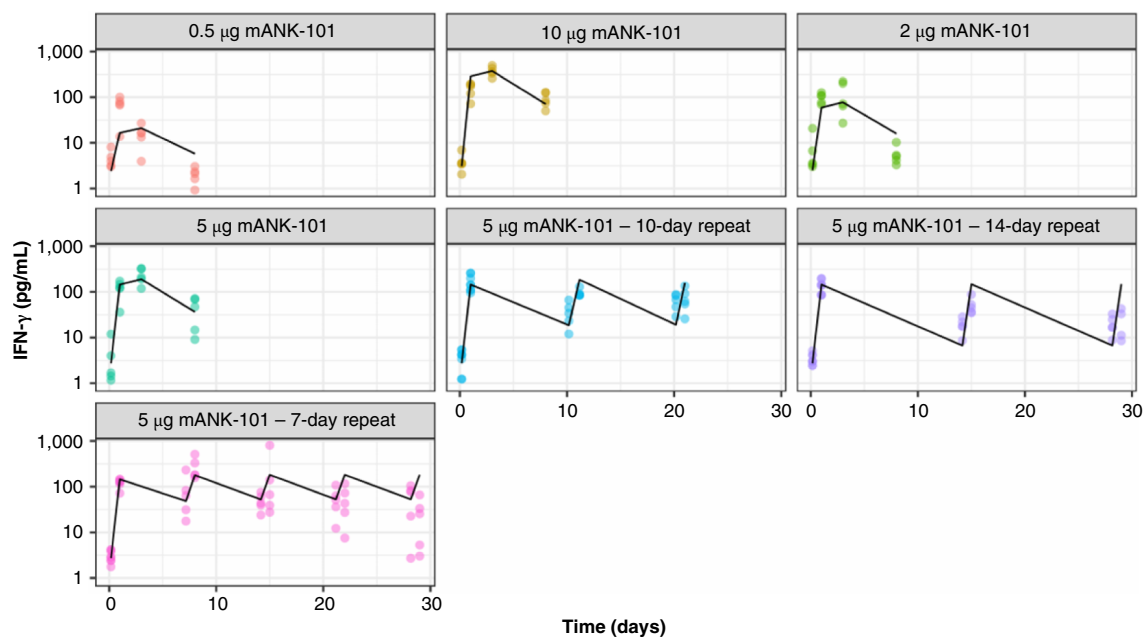 0.5 μg mANK-101
10 μg mANK-101
2 μg mANK-101
1,000
100
10
1
5 μg mANK-101
5 μg mANK-101 – 10-day repeat
5 μg mANK-101 – 14-day repeat
IFN-γ (pg/mL)
1,000
100
10
1
0 10 20 30
0 10 20 30
5 μg mANK-101 – 7-day repeat
1,000
100
10
1
0 10 20 30
Time (days)